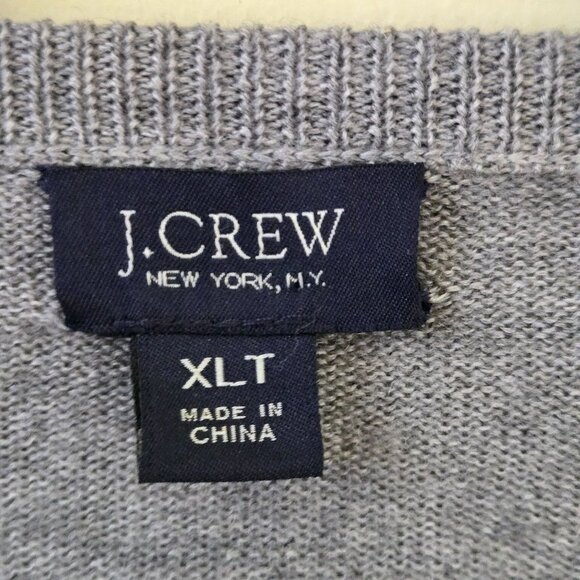 J.CREW
NEW YORK, N.Y.
XLT
MADE IN
CHINA